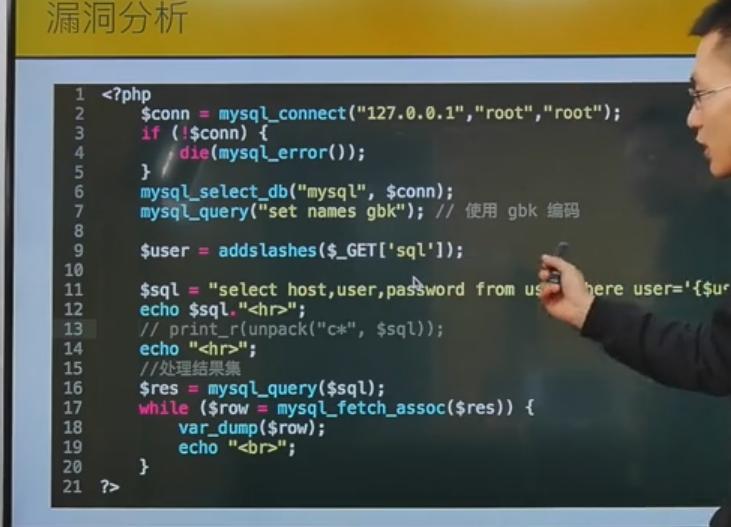 漏洞分析
1 <?php
2 $conn = mysql_connect("127.0.0.1","root","root");
3 if (!$conn) {
4 die(mysql_error());
5 }
6 mysql_select_db("mysql", $conn);
7 mysql_query("set names gbk"); // 使用 gbk 编码
8
9 $user = addslashes($_GET['sql']);
10
11 $sql = "select host,user,password from us here user='{$us
12 echo $sql."<hr>";
13 // print_r(unpack("c*", $sql));
14 echo "<hr>";
15 //处理结果集
16 $res = mysql_query($sql);
17 while ($row = mysql_fetch_assoc($res)) {
18 var_dump($row);
19 echo "<br>";
20 }
21 ?>